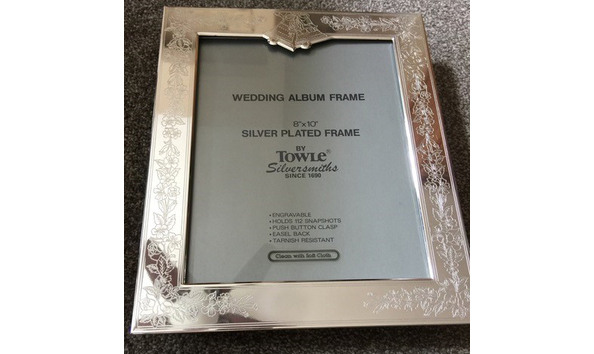 WEDDING ALBUM FRAME
8"x10"
SILVER PLATED FRAME
BY
TOWLE®
Silversmiths
SINCE 1690
• ENGRAVABLE
• HOLDS 112 SNAPSHOTS
• PUSH BUTTON CLASP
• EASEL BACK
• TARNISH RESISTANT
Clean with Soft Cloth